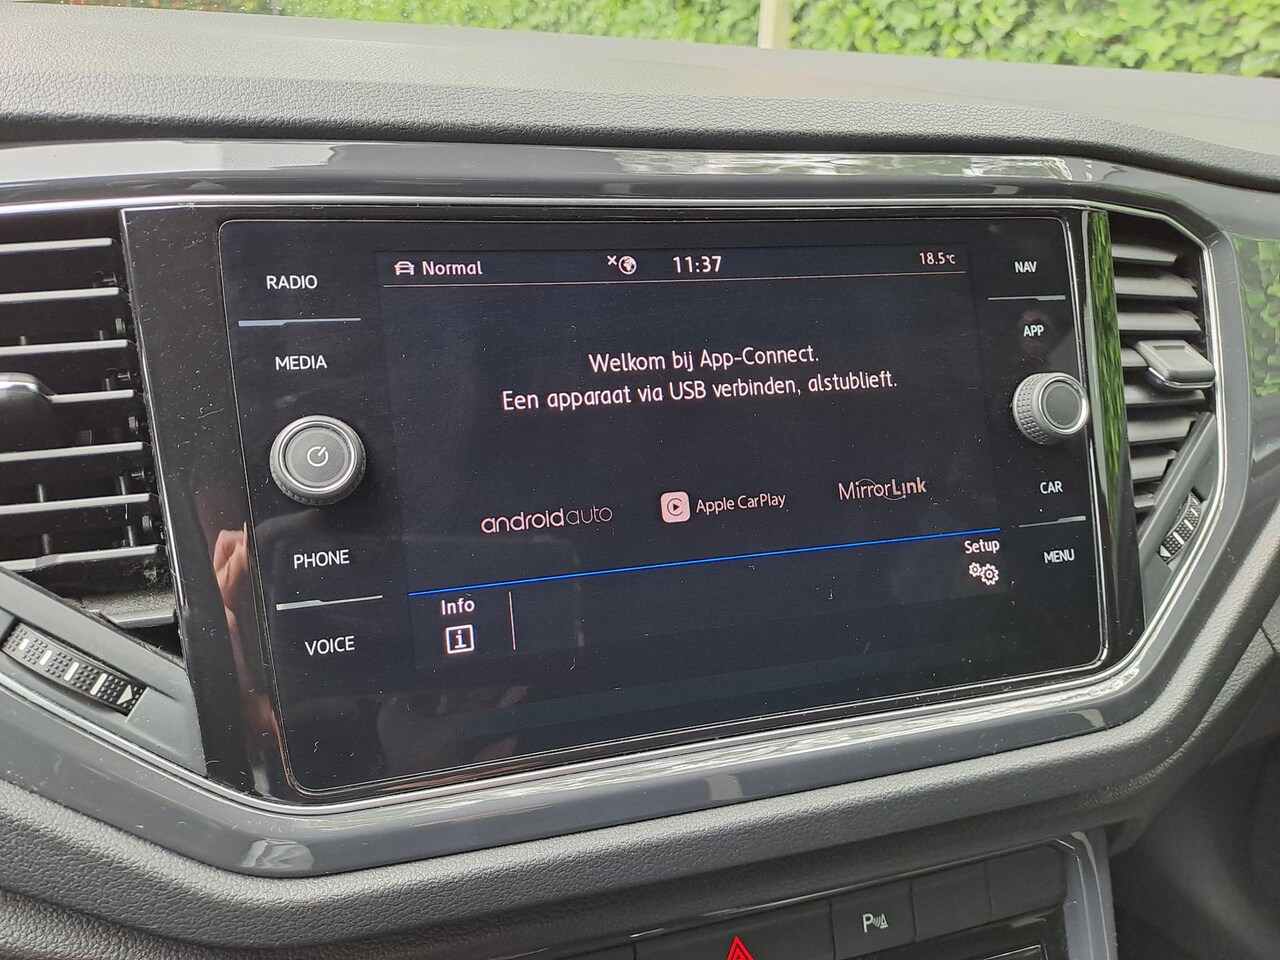 RADIO
MEDIA
PHONE
VOICE
Normal
11:37
18.5°C
Welkom bij App-Connect.
Een apparaat via USB verbinden, alstublieft.
androidauto
Apple CarPlay
MirrorLink
Info
i
Setup
NAV
APP
CAR
MENU
P